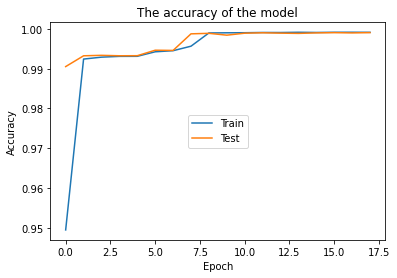 The accuracy of the model
1.00
0.99
0.98
0.97
0.96
0.95
Accuracy
Train
Test
0.0 2.5 5.0 7.5 10.0 12.5 15.0 17.5
Epoch